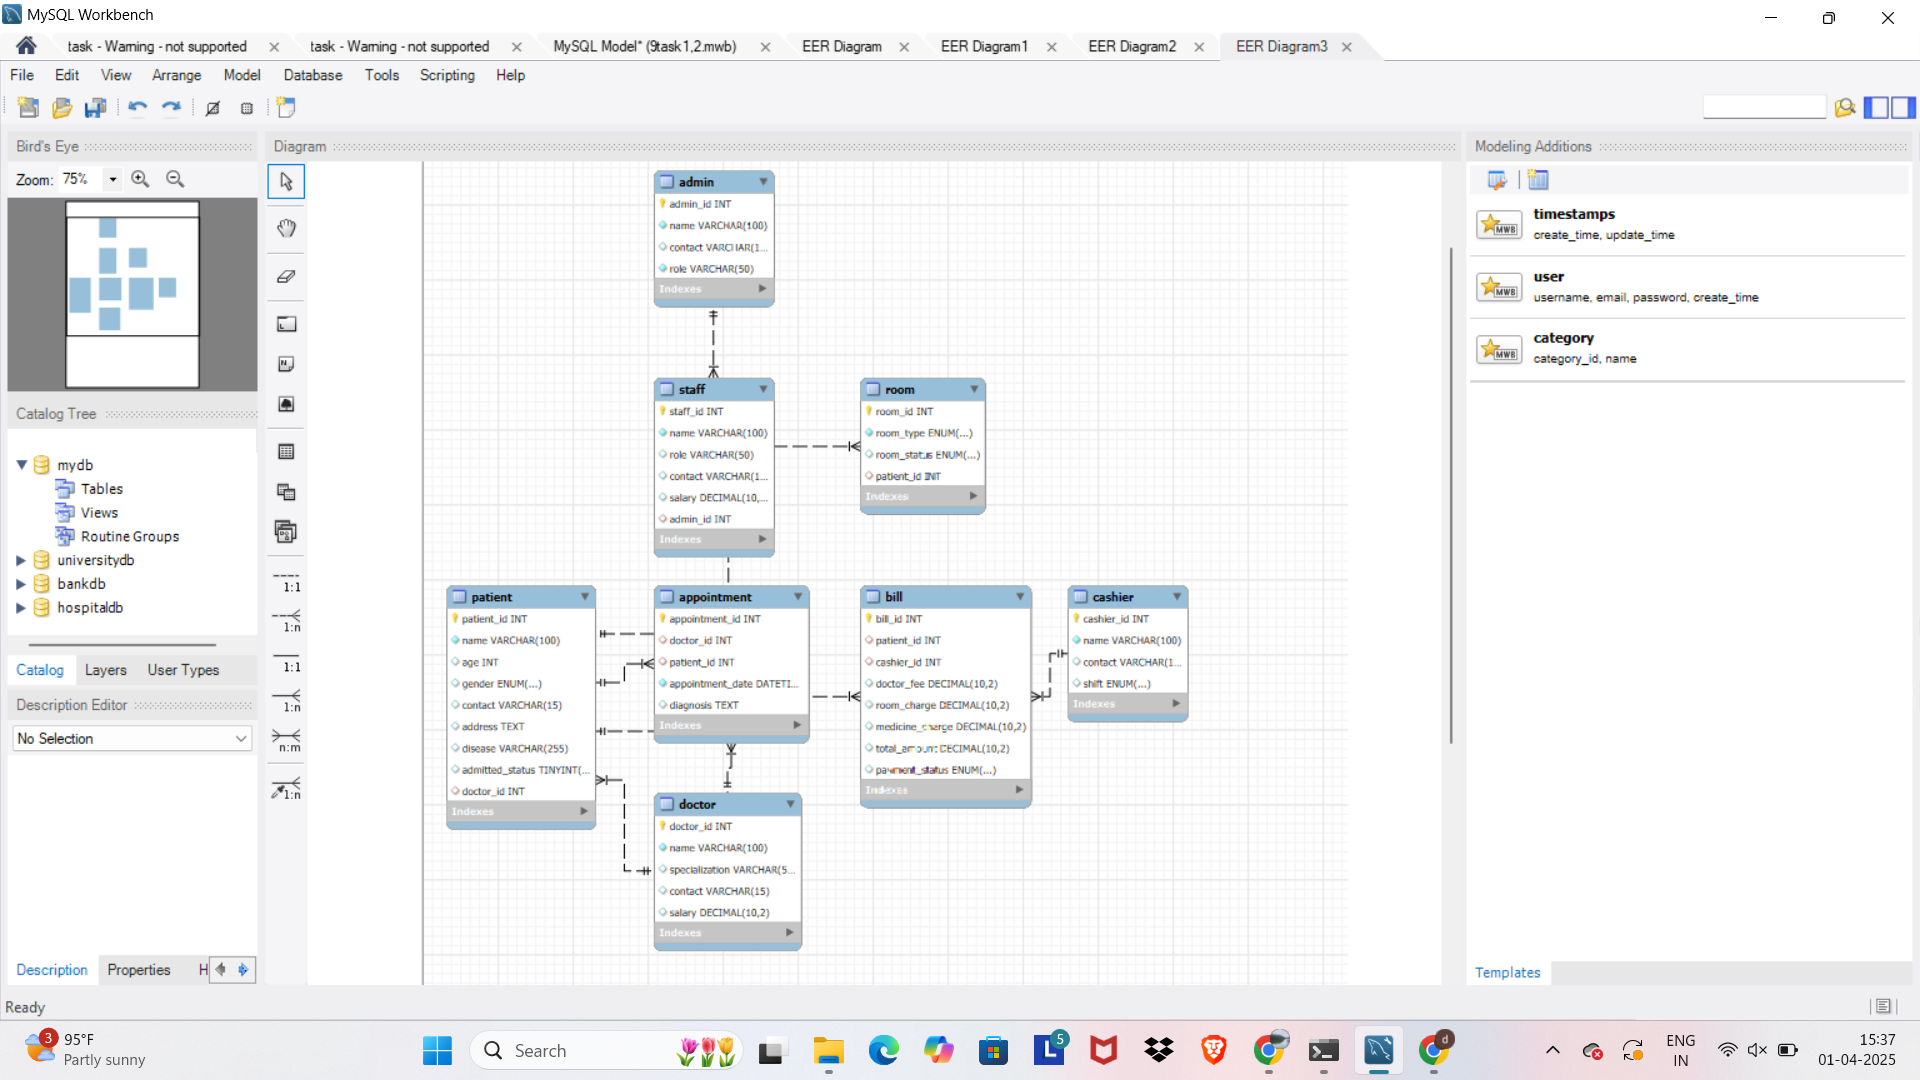 MySQL Workbench
task - Warning - not supported
task - Warning - not supported
MySQL Model* (9task1,2.mwb)
EER Diagram
EER Diagram1
EER Diagram2
EER Diagram3
File Edit View Arrange Model Database Tools Scripting Help
Bird's Eye
Zoom: 75%
Catalog Tree
mydb
Tables
Views
Routine Groups
universitydb
bankdb
hospitaldb
Catalog Layers User Types
Description Editor
No Selection
Description Properties H
Ready
Diagram
1:1
1:n
1:1
1:n
n:m
1:n
admin
admin_id INT
name VARCHAR(100)
contact VARCHAR(1...
role VARCHAR(50)
Indexes
staff
staff_id INT
name VARCHAR(100)
role VARCHAR(50)
contact VARCHAR(1...
salary DECIMAL(10,...
admin_id INT
Indexes
room
room_id INT
room_type ENUM(...)
room_status ENUM(...)
patient_id INT
Indexes
patient
patient_id INT
name VARCHAR(100)
age INT
gender ENUM(...)
contact VARCHAR(15)
address TEXT
disease VARCHAR(255)
admitted_status TINYINT(...
doctor_id INT
Indexes
appointment
appointment_id INT
doctor_id INT
patient_id INT
appointment_date DATETI...
diagnosis TEXT
Indexes
bill
bill_id INT
patient_id INT
cashier_id INT
doctor_fee DECIMAL(10,2)
room_charge DECIMAL(10,2)
medicine_charge DECIMAL(10,2)
total_amount DECIMAL(10,2)
payment_status ENUM(...)
Indexes
cashier
cashier_id INT
name VARCHAR(100)
contact VARCHAR(1...
shift ENUM(...)
Indexes
doctor
doctor_id INT
name VARCHAR(100)
specialization VARCHAR(5...
contact VARCHAR(15)
salary DECIMAL(10,2)
Indexes
Modeling Additions
MWB
timestamps
create_time, update_time
MWB
user
username, email, password, create_time
MWB
category
category_id, name
Templates
3
95°F
Partly sunny
Search
L
5
d
ENG
IN
15:37
01-04-2025